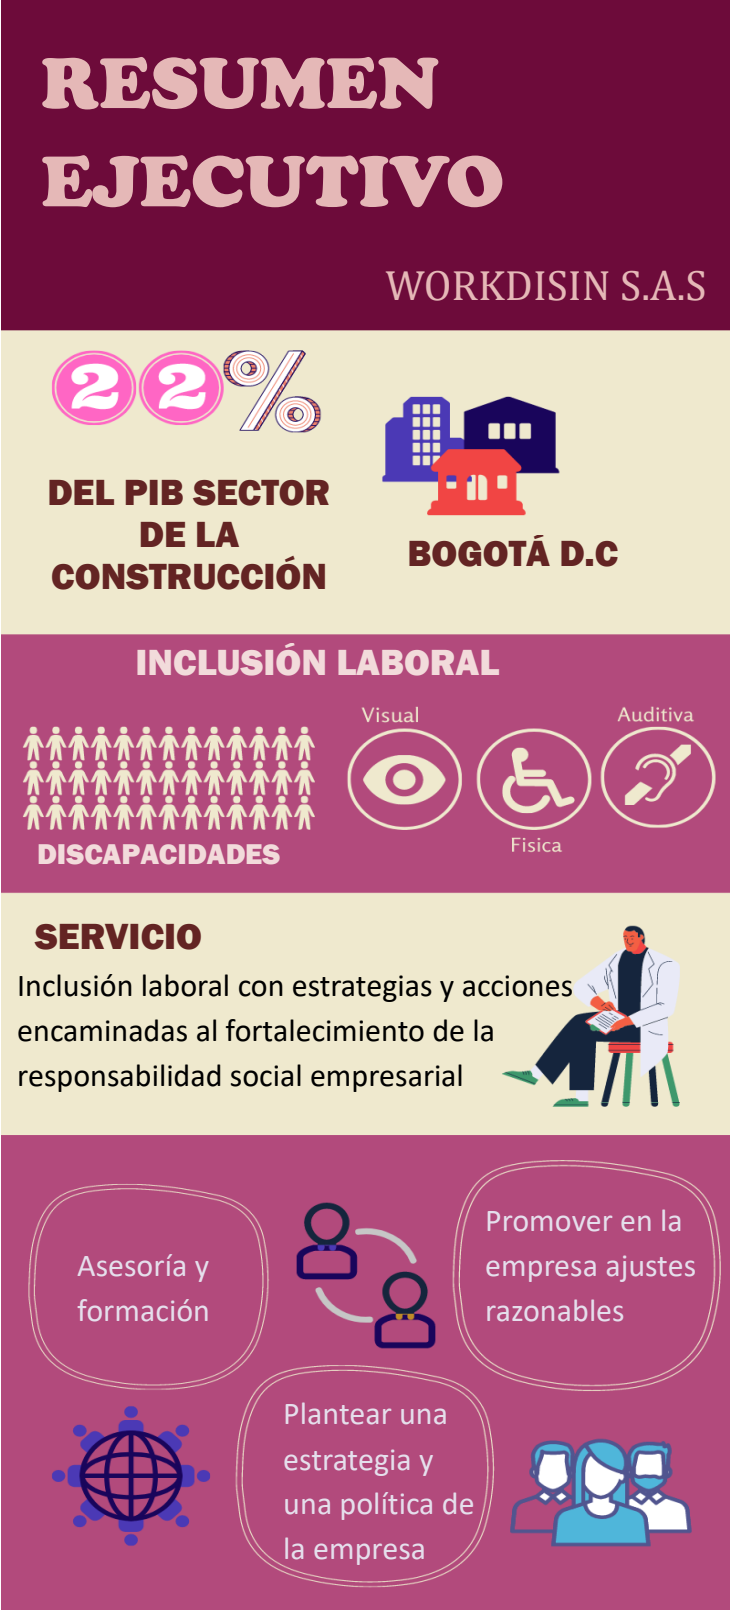 RESUMEN
EJECUTIVO
WORKDISIN S.A.S
22%
DEL PIB SECTOR
DE LA
CONSTRUCCIÓN
BOGOTÁ D.C
INCLUSIÓN LABORAL
Visual
Auditiva
Fisica
DISCAPACIDADES
SERVICIO
Inclusión laboral con estrategias y acciones
encaminadas al fortalecimiento de la
responsabilidad social empresarial
Asesoría y
formación
Promover en la
empresa ajustes
razonables
Plantear una
estrategia y
una política de
la empresa